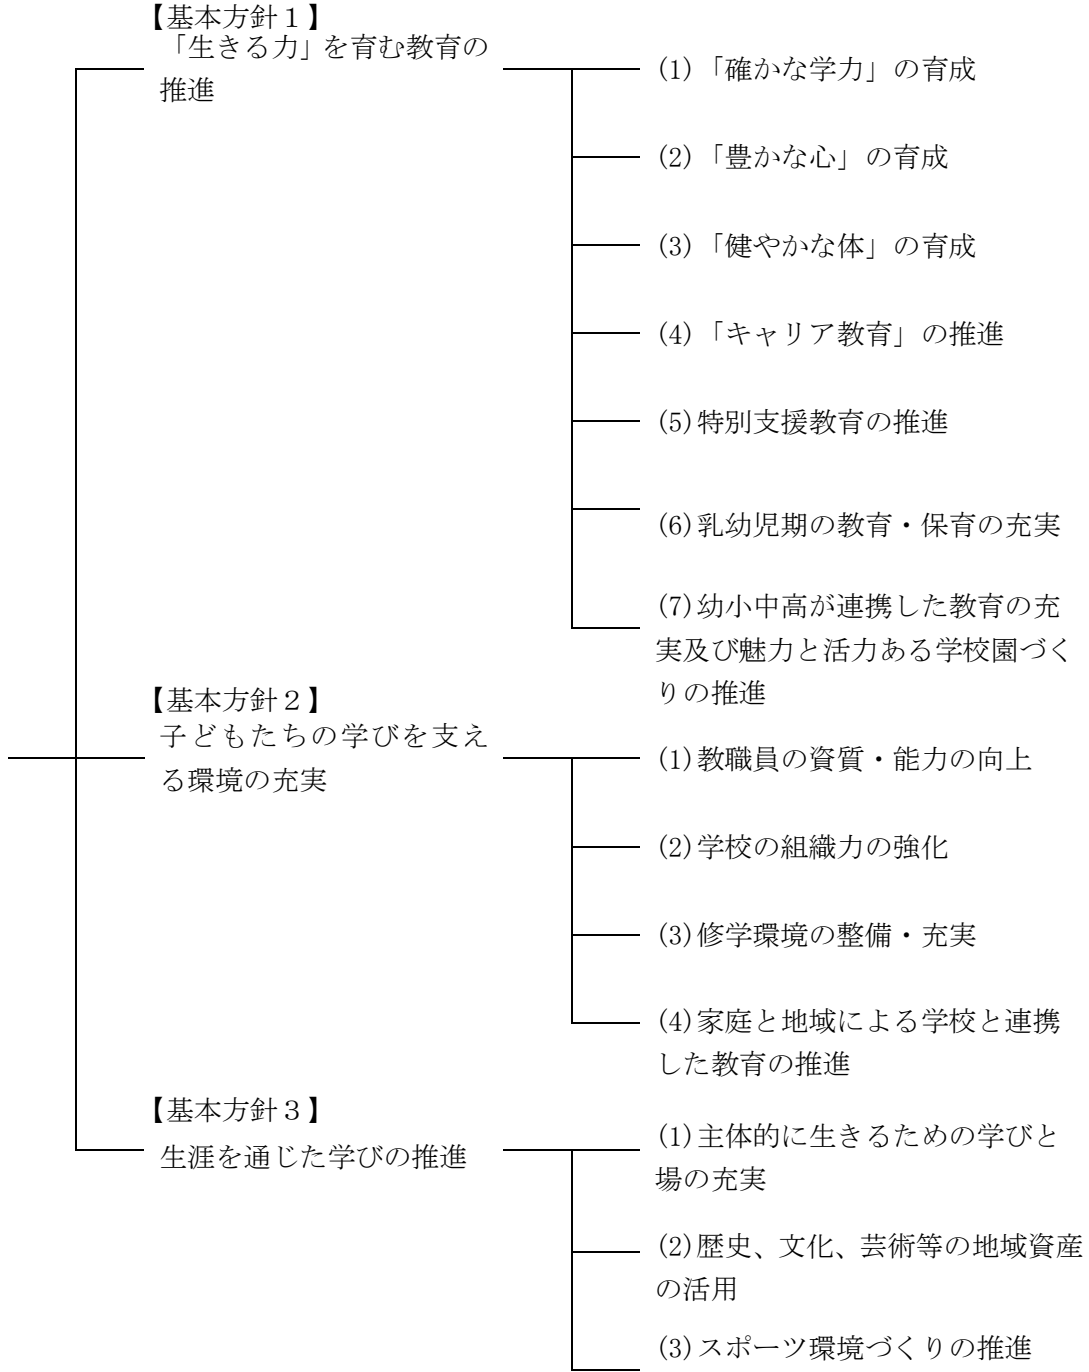 【基本方針１】
「生きる力」を育む教育の
推進
(1)「確かな学力」の育成
(2)「豊かな心」の育成
(3)「健やかな体」の育成
(4)「キャリア教育」の推進
(5)特別支援教育の推進
(6)乳幼児期の教育・保育の充実
(7)幼小中高が連携した教育の充
実及び魅力と活力ある学校園づく
りの推進
【基本方針２】
子どもたちの学びを支え
る環境の充実
(1)教職員の資質・能力の向上
(2)学校の組織力の強化
(3)修学環境の整備・充実
(4)家庭と地域による学校と連携
した教育の推進
【基本方針３】
生涯を通じた学びの推進
(1)主体的に生きるための学びと
場の充実
(2)歴史、文化、芸術等の地域資産
の活用
(3)スポーツ環境づくりの推進